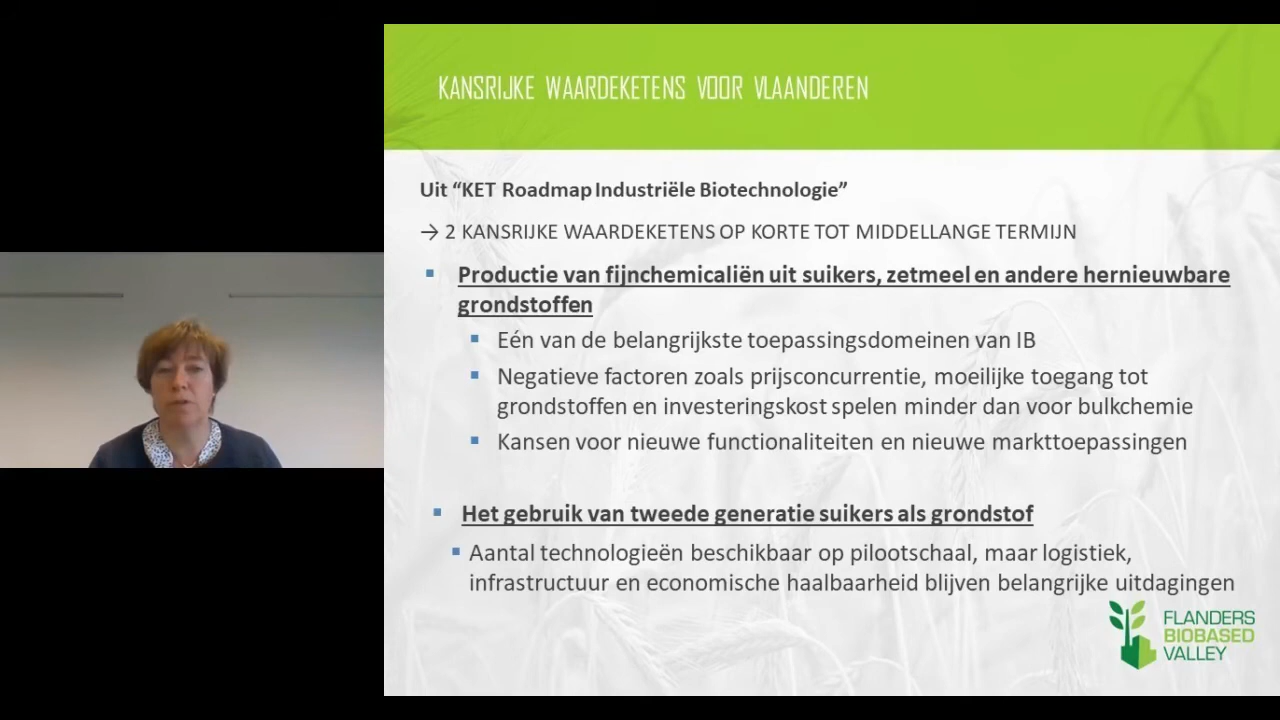 KANSRIJKE WAARDEKETENS VOOR VLAANDEREN
Uit “KET Roadmap Industriële Biotechnologie”
→ 2 KANSRIJKE WAARDEKETENS OP KORTE TOT MIDDELLANGE TERMIJN
Productie van fijnchemicaliën uit suikers, zetmeel en andere hernieuwbare
grondstoffen
Eén van de belangrijkste toepassingsdomeinen van IB
Negatieve factoren zoals prijsconcurrentie, moeilijke toegang tot
grondstoffen en investeringskost spelen minder dan voor bulkchemie
Kansen voor nieuwe functionaliteiten en nieuwe markttoepassingen
Het gebruik van tweede generatie suikers als grondstof
Aantal technologieën beschikbaar op pilootschaal, maar logistiek,
infrastructuur en economische haalbaarheid blijven belangrijke uitdagingen
FLANDERS
BIOBASED
VALLEY